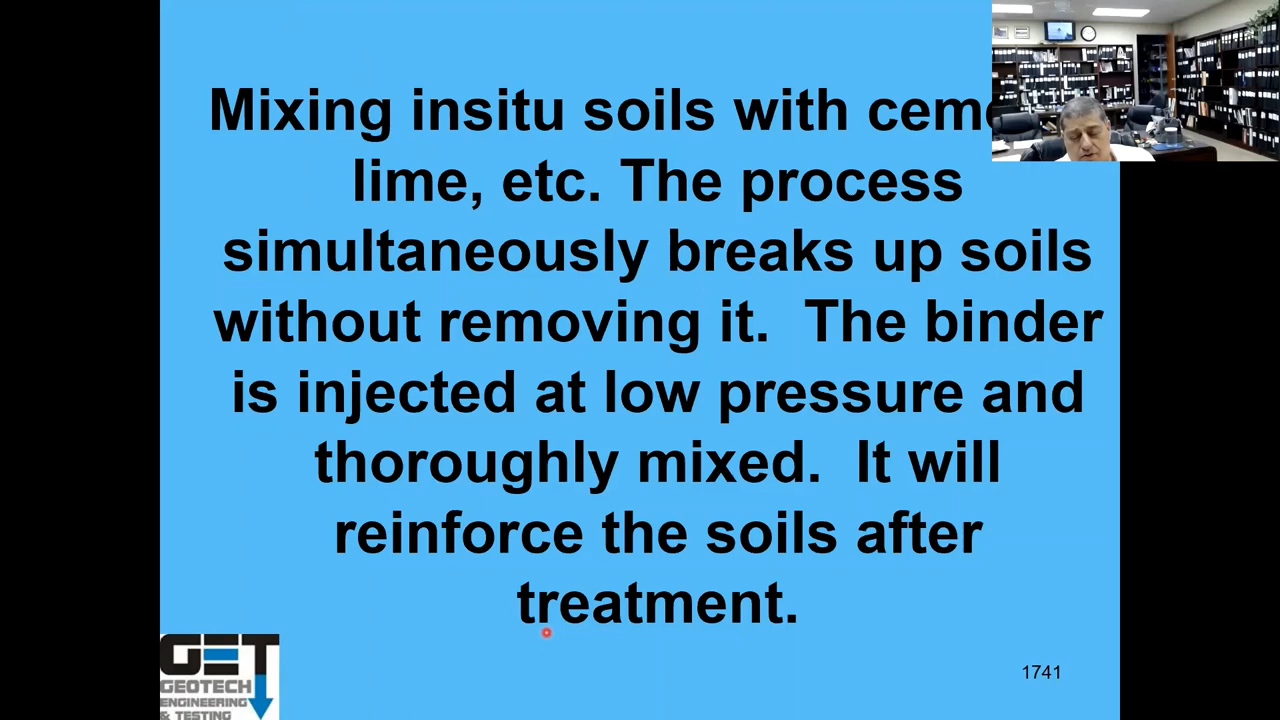 Mixing insitu soils with
lime, etc. The process
simultaneously breaks up soils
without removing it. The binder
is injected at low pressure and
thoroughly mixed. It will
reinforce the soils after
treatment.
GET
GEOTECH
ENGINEERING
& TESTING
1741